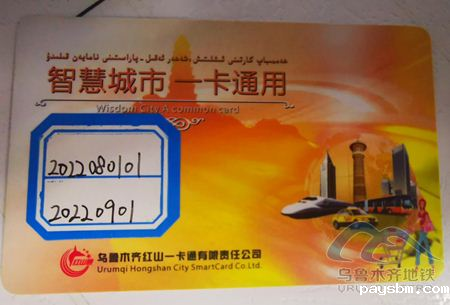 智慧城市 一卡通用
Wisdom City A common card
2022080101
20220901
乌鲁木齐红山一卡通有限责任公司
Urumqi Hongshan City SmartCard Co.Ltd.
乌鲁木齐地铁
paysbm.com